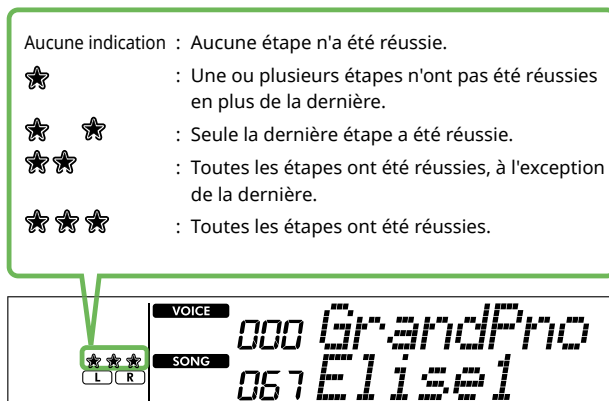 Aucune indication : Aucune étape n'a été réussie.
: Une ou plusieurs étapes n'ont pas été réussies
en plus de la dernière.
: Seule la dernière étape a été réussie.
: Toutes les étapes ont été réussies, à l'exception
de la dernière.
: Toutes les étapes ont été réussies.
VOICE 000 GrandPno
L R SONG 067 Elise1